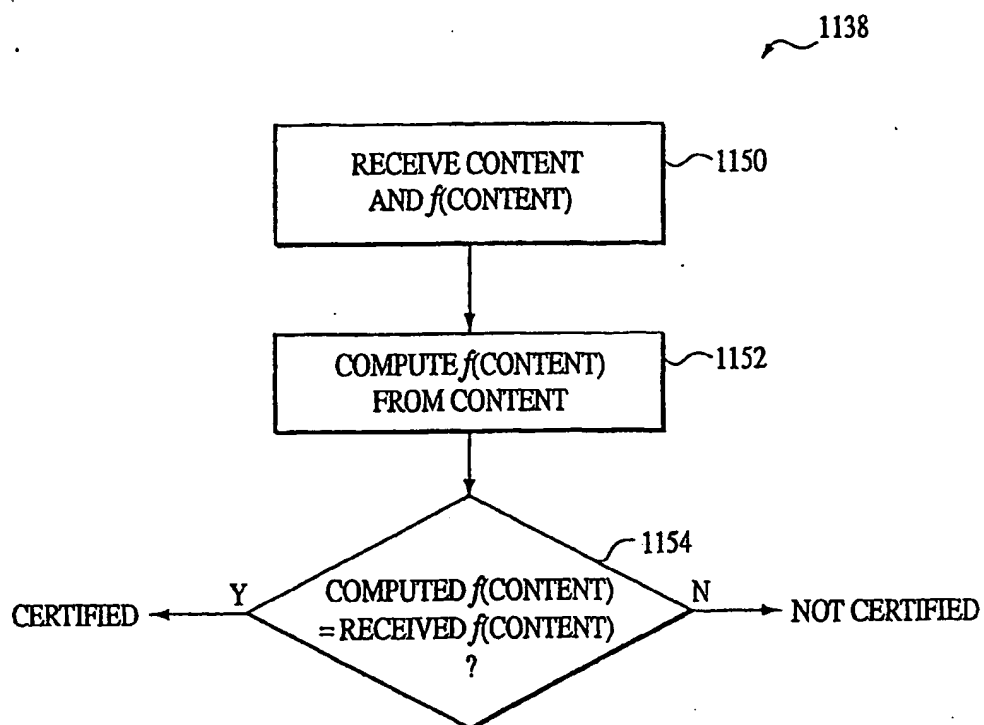 1138
RECEIVE CONTENT
AND f(CONTENT)
1150
COMPUTE f(CONTENT)
FROM CONTENT
1152
1154
CERTIFIED
Y
COMPUTED f(CONTENT)
= RECEIVED f(CONTENT)
?
N
NOT CERTIFIED